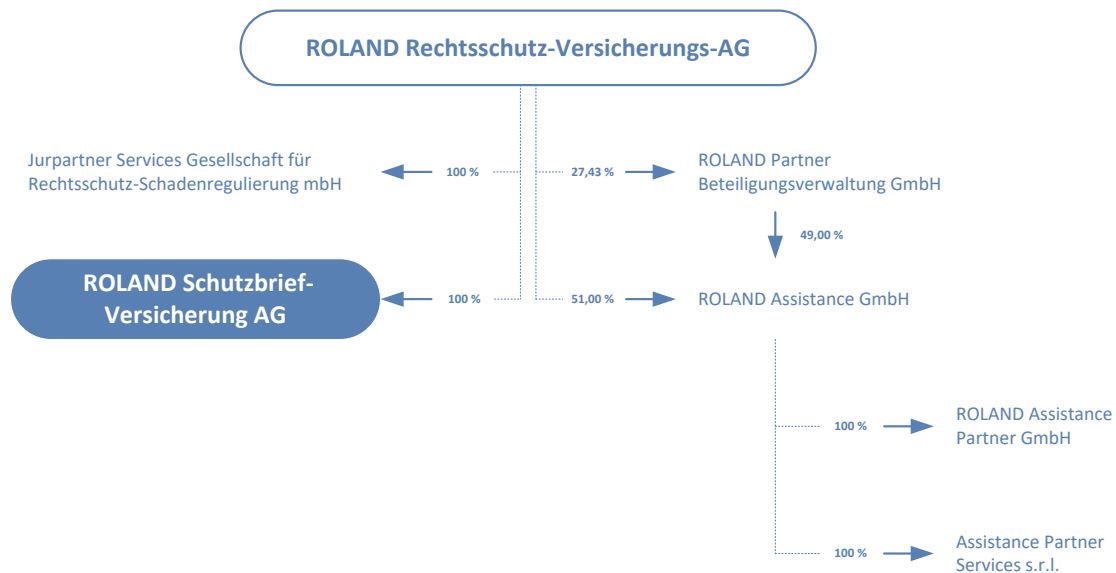 ROLAND Rechtsschutz-Versicherungs-AG
Jurpartner Services Gesellschaft für
Rechtsschutz-Schadenregulierung mbH
100 %
27,43 %
ROLAND Partner
Beteiligungsverwaltung GmbH
49,00 %
ROLAND Schutzbrief-
Versicherung AG
100 %
51,00 %
ROLAND Assistance GmbH
100 %
ROLAND Assistance
Partner GmbH
100 %
Assistance Partner
Services s.r.l.